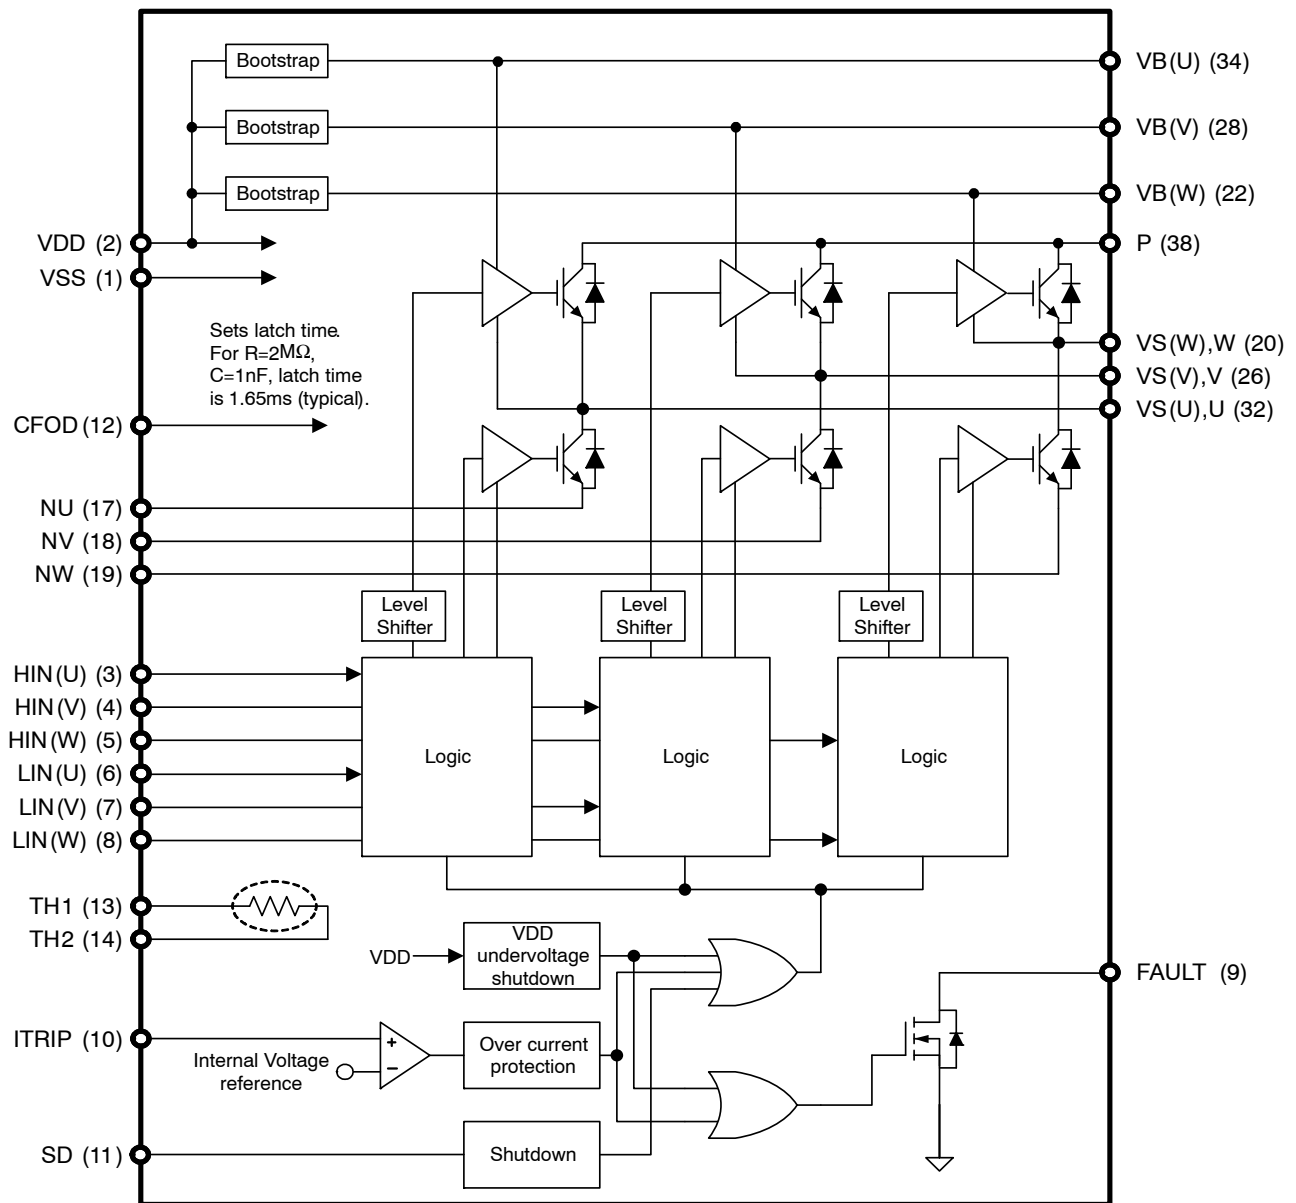 Bootstrap
VB(U) (34)
Bootstrap
VB(V) (28)
Bootstrap
VB(W) (22)
VDD (2)
P (38)
VSS (1)
Sets latch time.
For R=2MΩ,
C=1nF, latch time
is 1.65ms (typical).
VS(W),W (20)
VS(V),V (26)
VS(U),U (32)
CFOD (12)
NU (17)
NV (18)
NW (19)
Level
Shifter
Level
Shifter
Level
Shifter
HIN(U) (3)
HIN(V) (4)
HIN(W) (5)
LIN(U) (6)
LIN(V) (7)
LIN(W) (8)
Logic
Logic
Logic
TH1 (13)
TH2 (14)
VDD
VDD
undervoltage
shutdown
FAULT (9)
ITRIP (10)
+
−
Internal Voltage
reference
Over current
protection
SD (11)
Shutdown